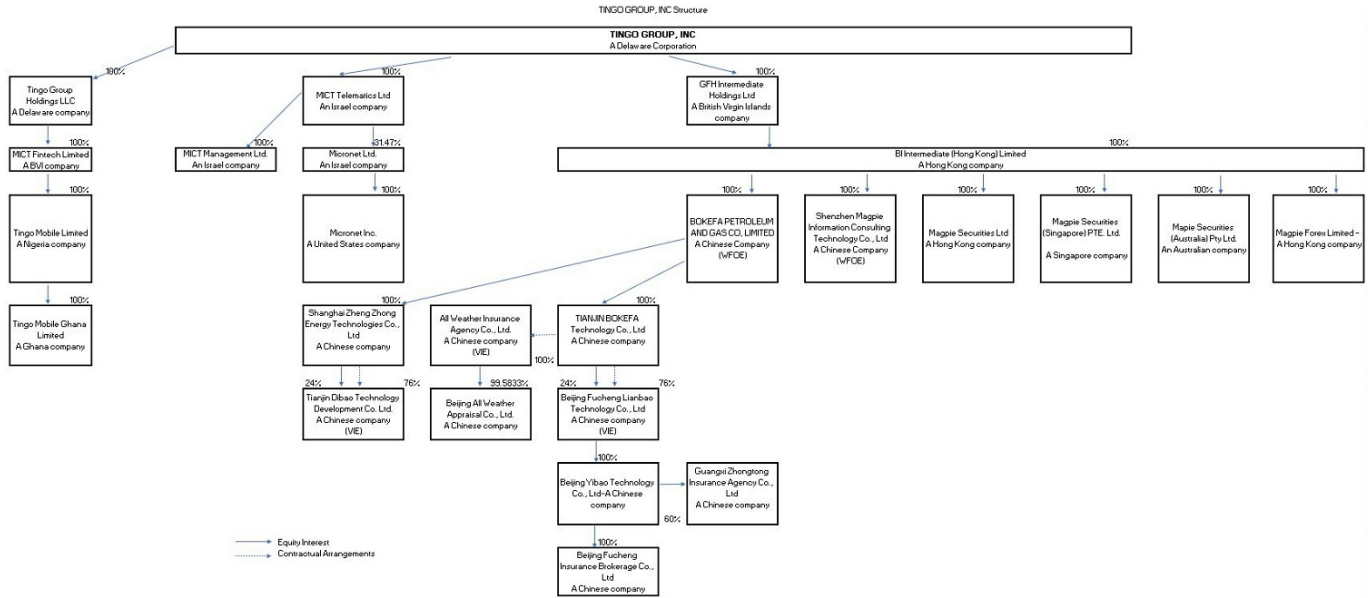 TINGO GROUP, INC Structure
TINGO GROUP, INC
A Delaware Corporation
100%
100%
100%
Tingo Group
Holdings LLC
A Delaware company
MICT Telematics Ltd
An Israel company
GFH Intermediate
Holdings Ltd
A British Virgin Islands
company
100%
100%
31.47%
100%
MICT Fintech Limited
A BVI company
MICT Management Ltd.
An Israel company
Micronet Ltd.
An Israel company
BI Intermediate (Hong Kong) Limited
A Hong Kong company
100%
100%
100%
100%
100%
100%
100%
100%
Tingo Mobile Limited
A Nigeria company
Micronet Inc.
A United States company
BOKEFA PETROLEUM
AND GAS CO, LIMITED
A Chinese Company
(WFOE)
Shenzhen Magpie
Information Consulting
Technology Co., Ltd
A Chinese Company
(WFOE)
Magpie Securities Ltd
A Hong Kong company
Magpie Securities
(Singapore) PTE. Ltd.
A Singapore company
Mapie Securities
(Australia) Pty Ltd.
An Australian company
Magpie Forex Limited -
A Hong Kong company
100%
100%
100%
Tingo Mobile Ghana
Limited
A Ghana company
Shanghai Zheng Zhong
Energy Technologies Co.,
Ltd
A Chinese company
All Weather Insurance
Agency Co., Ltd.
A Chinese company
(VIE)
TIANJIN BOKEFA
Technology Co., Ltd
A Chinese company
100%
24%
76%
99.5833%
24%
76%
Tianjin Dibao Technology
Development Co. Ltd.
A Chinese company
(VIE)
Beijing All Weather
Appraisal Co., Ltd.
A Chinese company
Beijing Fucheng Lianbao
Technology Co., Ltd
A Chinese company
(VIE)
100%
Beijing Yibao Technology
Co., Ltd-A Chinese
company
Guangxi Zhongtong
Insurance Agency Co.,
Ltd
A Chinese company
60%
100%
Equity Interest
Contractual Arrangements
Beijing Fucheng
Insurance Brokerage Co.,
Ltd
A Chinese company